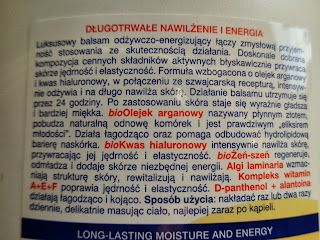 DŁUGOTRWAŁE NAWILŻENIE I ENERGIA
Luksusowy balsam odżywczo-energizujący łączy zmysłową przyjem-
ność stosowania ze skutecznością działania. Doskonale dobrana
kompozycja cennych składników aktywnych błyskawicznie przywraca
skórze jędrność i elastyczność. Formuła wzbogacona o olejek arganowy
i kwas hialuronowy, w połączeniu ze szwajcarską recepturą, intensyw-
nie odżywia i na długo nawilża skórę. Działanie balsamu utrzymuje się
przez 24 godziny. Po zastosowaniu skóra staje się wyraźnie gładsza
i bardziej miękka. bioOlejek arganowy nazywany płynnym złotem,
pobudza naturalną odnowę komórek i jest prawdziwym „eliksirem
młodości”. Działa łagodząco oraz pomaga odbudować hydrolipidową
barierę naskórka. bioKwas hialuronowy intensywnie nawilża skórę,
przywracając jej jędrność i elastyczność. bioŻeń-szeń regeneruje,
odmładza i dodaje skórze niezbędnej energii. Algi laminaria wzmac-
niają strukturę skóry, rewitalizują i nawilżają. Kompleks witamin
A+E+F poprawia jędrność i elastyczność. D-panthenol + alantoina
działają łagodząco i kojąco. Sposób użycia: nakładać raz lub dwa razy
dziennie, delikatnie masując ciało, najlepiej zaraz po kąpieli.
LONG-LASTING MOISTURE AND ENERGY